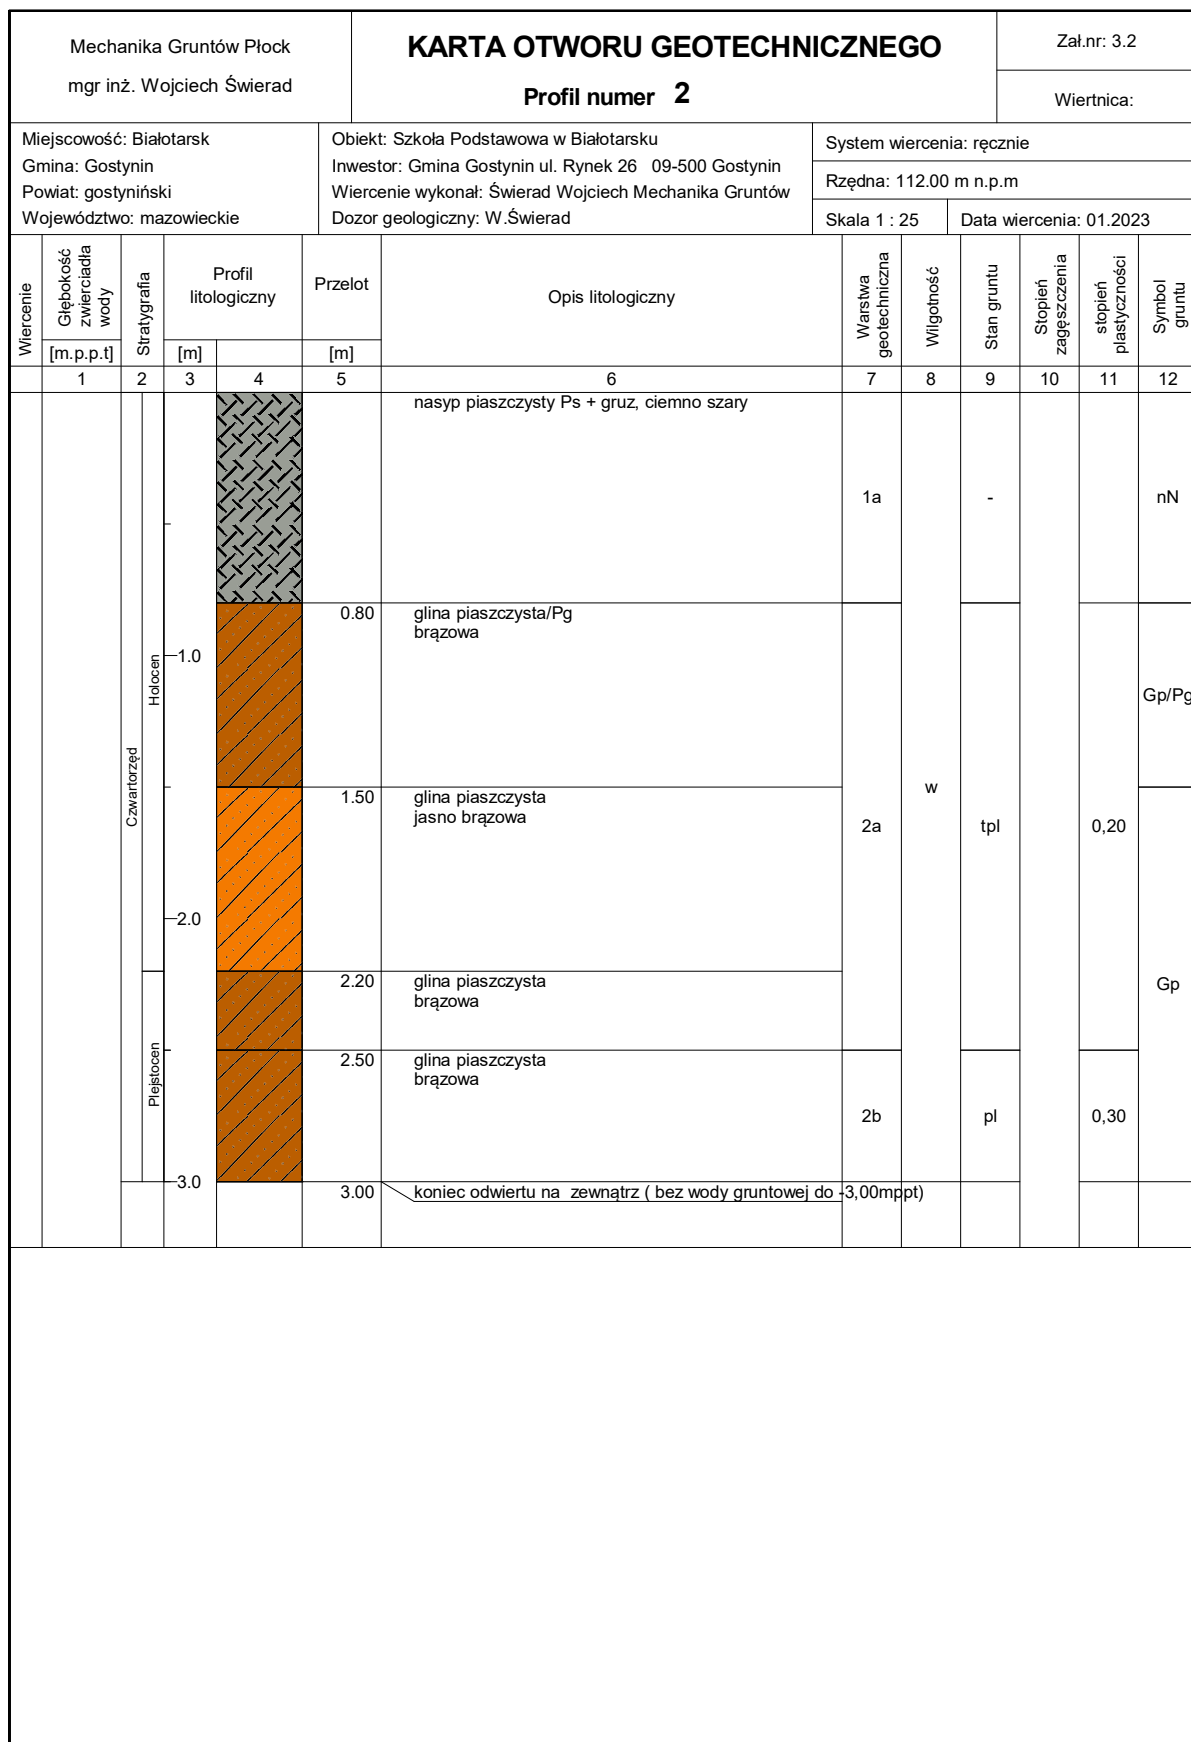 Mechanika Gruntów Płock
mgr inż. Wojciech Świerad
KARTA OTWORU GEOTECHNICZNEGO
Profil numer 2
Zał.nr: 3.2
Wiertnica:
Miejscowość: Białotarsk
Gmina: Gostynin
Powiat: gostyniński
Województwo: mazowieckie
Obiekt: Szkoła Podstawowa w Białotarsku
Inwestor: Gmina Gostynin ul. Rynek 26 09-500 Gostynin
Wiercenie wykonał: Świerad Wojciech Mechanika Gruntów
Dozor geologiczny: W.Świerad
System wiercenia: ręcznie
Rzędna: 112.00 m n.p.m
Skala 1 : 25
Data wiercenia: 01.2023
Wiercenie
Głębokość
zwierciadła
wody
[m.p.p.t]
Stratygrafia
Profil
litologiczny
[m]
Przelot
[m]
Opis litologiczny
Warstwa
geotechniczna
Wilgotność
Stan gruntu
Stopień
zagęszczenia
stopień
plastyczności
Symbol
gruntu
1 2 3 4 5 6 7 8 9 10 11 12
nasyp piaszczysty Ps + gruz, ciemno szary
1a
-
nN
0.80
glina piaszczysta/Pg
brązowa
1.0
Holocen
Gp/Pg
Czwartorzęd
1.50
glina piaszczysta
jasno brązowa
w
2a
tpl
0,20
2.0
2.20
glina piaszczysta
brązowa
Gp
Plejstocen
2.50
glina piaszczysta
brązowa
2b
pl
0,30
3.0
3.00
koniec odwiertu na zewnątrz ( bez wody gruntowej do -3,00mppt)